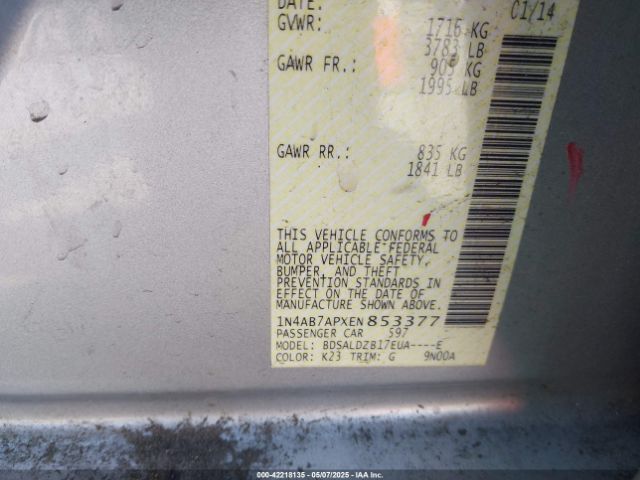 DATE:
01/14
GVWR: 1716 KG
3783 LB
GAWR FR.: 905 KG
1995 LB
GAWR RR.: 835 KG
1841 LB
THIS VEHICLE CONFORMS TO
ALL APPLICABLE FEDERAL
MOTOR VEHICLE SAFETY,
BUMPER, AND THEFT
PREVENTION STANDARDS IN
EFFECT ON THE DATE OF
MANUFACTURE SHOWN ABOVE.
1N4AB7APXEN853377
PASSENGER CAR 597
MODEL: BDSALDZB17EUA----E
COLOR: K23 TRIM: G 9N00A
00-42218135 - 05/07/2025 - IAA Inc.